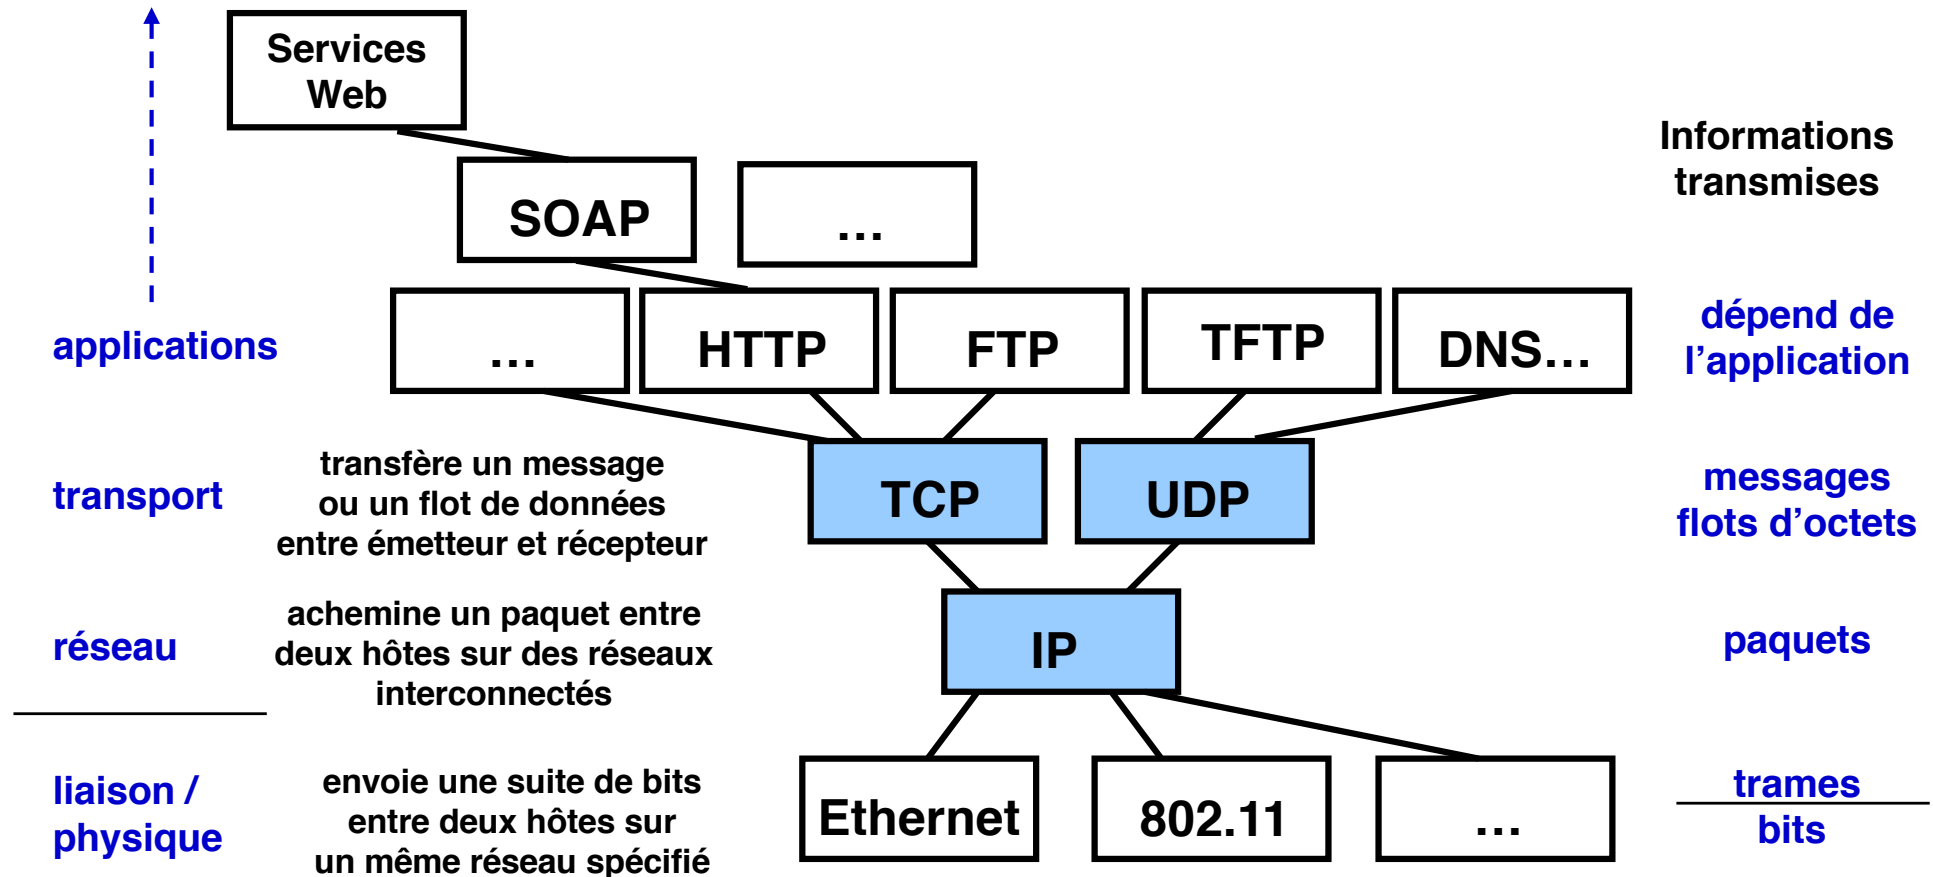 Services
Web
Informations
transmises
SOAP
…
applications
…
HTTP
FTP
TFTP
DNS…
dépend de
l’application
transport
transfère un message
ou un flot de données
entre émetteur et récepteur
TCP
UDP
messages
flots d’octets
réseau
achemine un paquet entre
deux hôtes sur des réseaux
interconnectés
IP
paquets
liaison /
physique
envoie une suite de bits
entre deux hôtes sur
un même réseau spécifié
Ethernet
802.11
…
trames
bits